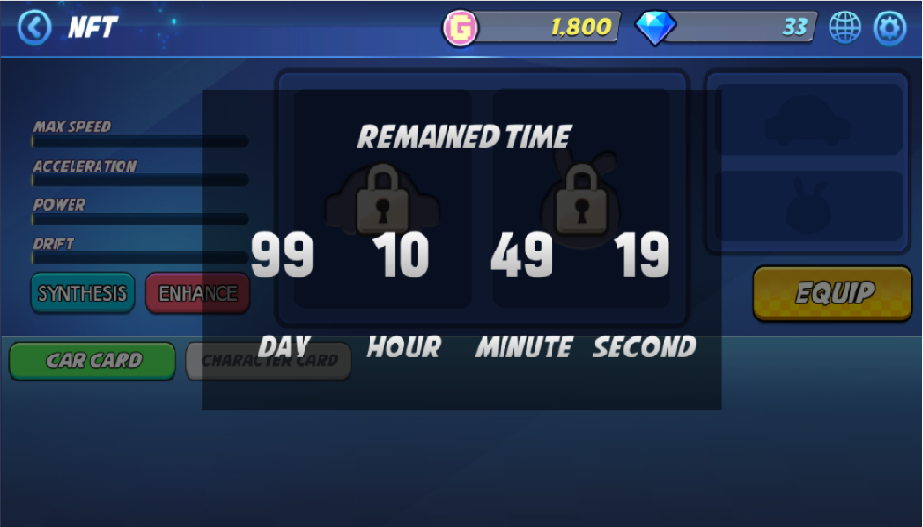 NFT
G 1,800 33
MAX SPEED
ACCELERATION
POWER
DRIFT
SYNTHESIS ENHANCE
REMAINED TIME
99 10 49 19
DAY HOUR MINUTE SECOND
EQUIP
CAR CARD CHARACTER CARD